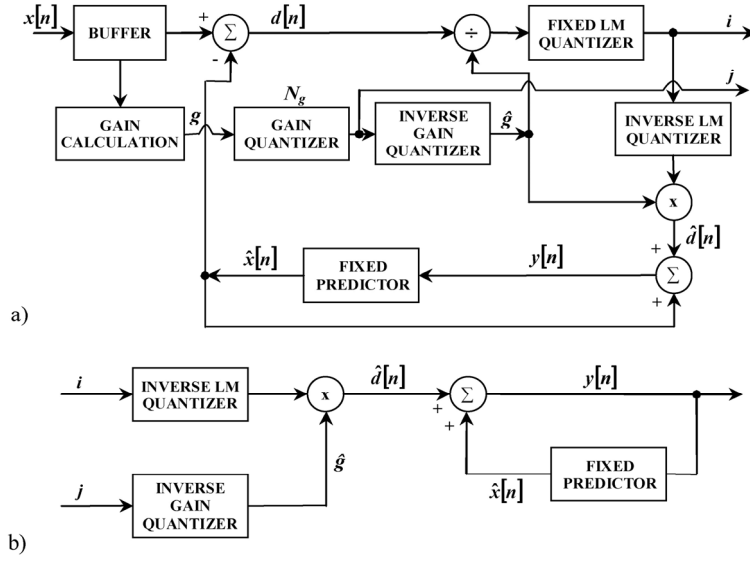 x[n]
BUFFER
+
Σ
-
d[n]
÷
FIXED LM
QUANTIZER
i
j
GAIN
CALCULATION
g
N_g
GAIN
QUANTIZER
INVERSE
GAIN
QUANTIZER
ĝ
INVERSE LM
QUANTIZER
x
d̂[n]
+
Σ
+
y[n]
FIXED
PREDICTOR
x̂[n]
a)
i
INVERSE LM
QUANTIZER
x
d̂[n]
+
Σ
+
y[n]
ĝ
j
INVERSE
GAIN
QUANTIZER
x̂[n]
FIXED
PREDICTOR
b)